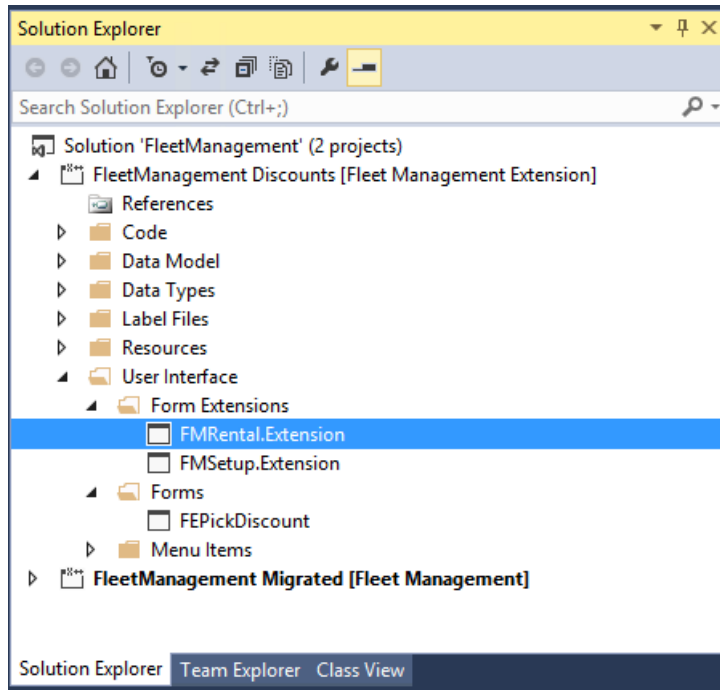 Solution Explorer
Search Solution Explorer (Ctrl+;)
Solution 'FleetManagement' (2 projects)
FleetManagement Discounts [Fleet Management Extension]
References
Code
Data Model
Data Types
Label Files
Resources
User Interface
Form Extensions
FMRental.Extension
FMSetup.Extension
Forms
FEPickDiscount
Menu Items
FleetManagement Migrated [Fleet Management]
Solution Explorer Team Explorer Class View